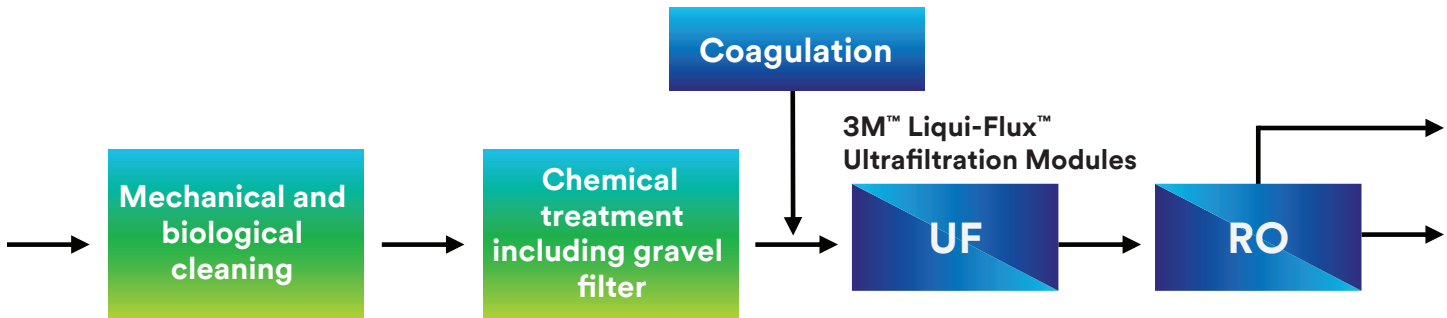 Coagulation
3M™ Liqui-Flux™
Ultrafiltration Modules
Mechanical and
biological
cleaning
Chemical
treatment
including gravel
filter
UF
RO